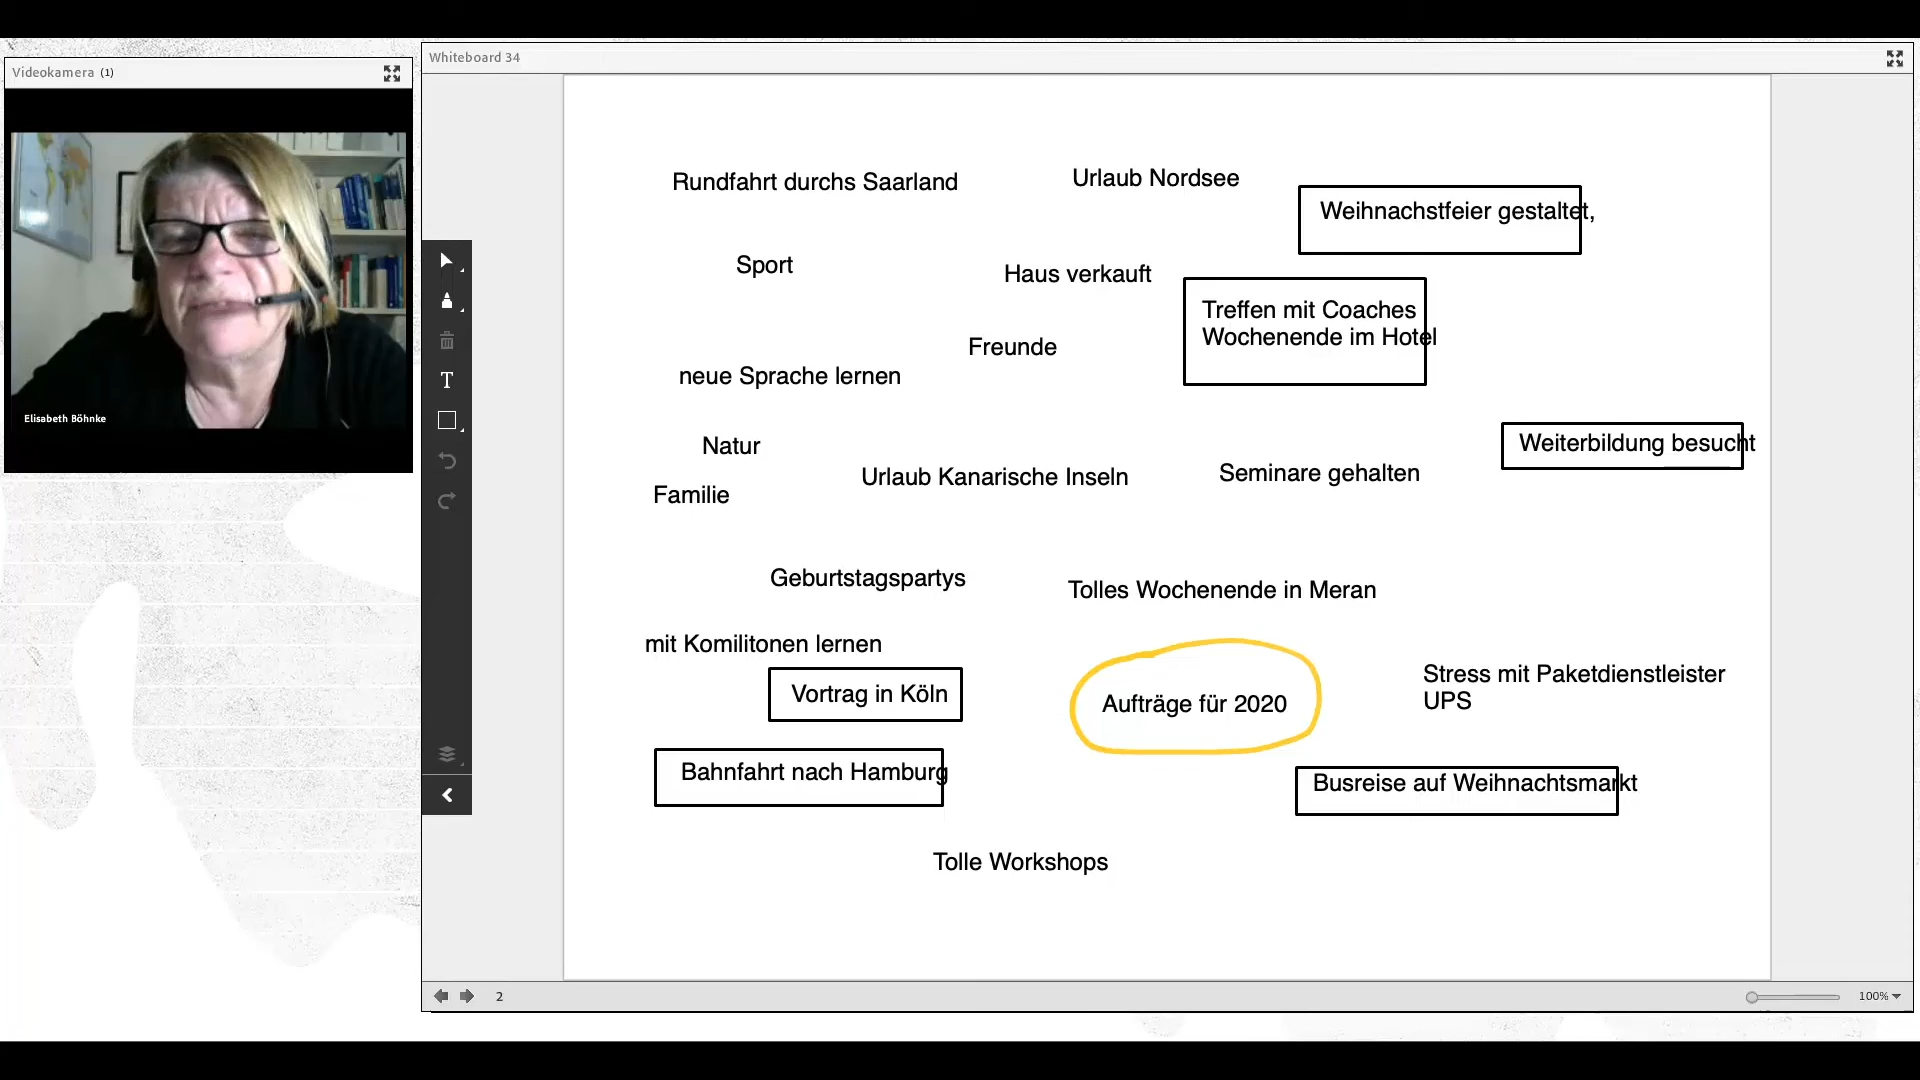 Videokamera (1)
Elisabeth Böhnke
Whiteboard 34
Rundfahrt durchs Saarland
Urlaub Nordsee
Weihnachstfeier gestaltet,
Sport
Haus verkauft
Treffen mit Coaches
Wochenende im Hotel
Freunde
neue Sprache lernen
Natur
Weiterbildung besucht
Urlaub Kanarische Inseln
Seminare gehalten
Familie
Geburtstagspartys
Tolles Wochenende in Meran
mit Komilitonen lernen
Vortrag in Köln
Aufträge für 2020
Stress mit Paketdienstleister
UPS
Bahnfahrt nach Hamburg
Busreise auf Weihnachtsmarkt
Tolle Workshops
T
2
100%